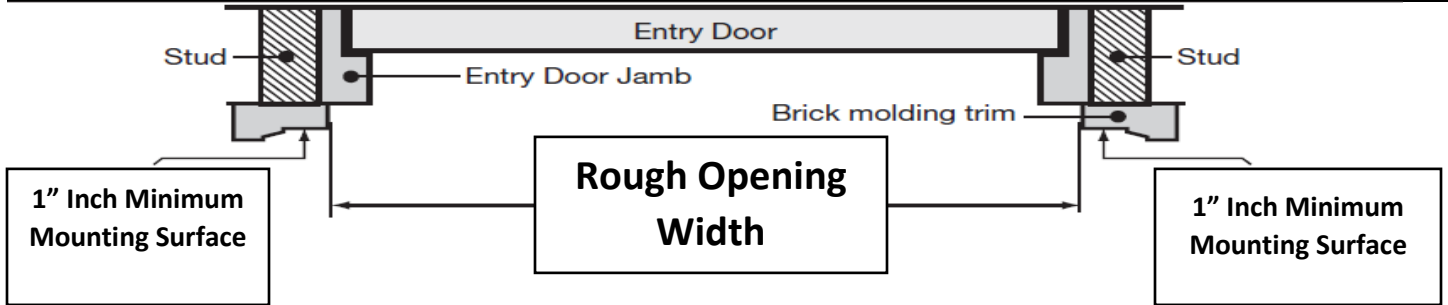 Entry Door
Stud
Stud
Entry Door Jamb
Brick molding trim
1” Inch Minimum
Mounting Surface
Rough Opening
Width
1” Inch Minimum
Mounting Surface